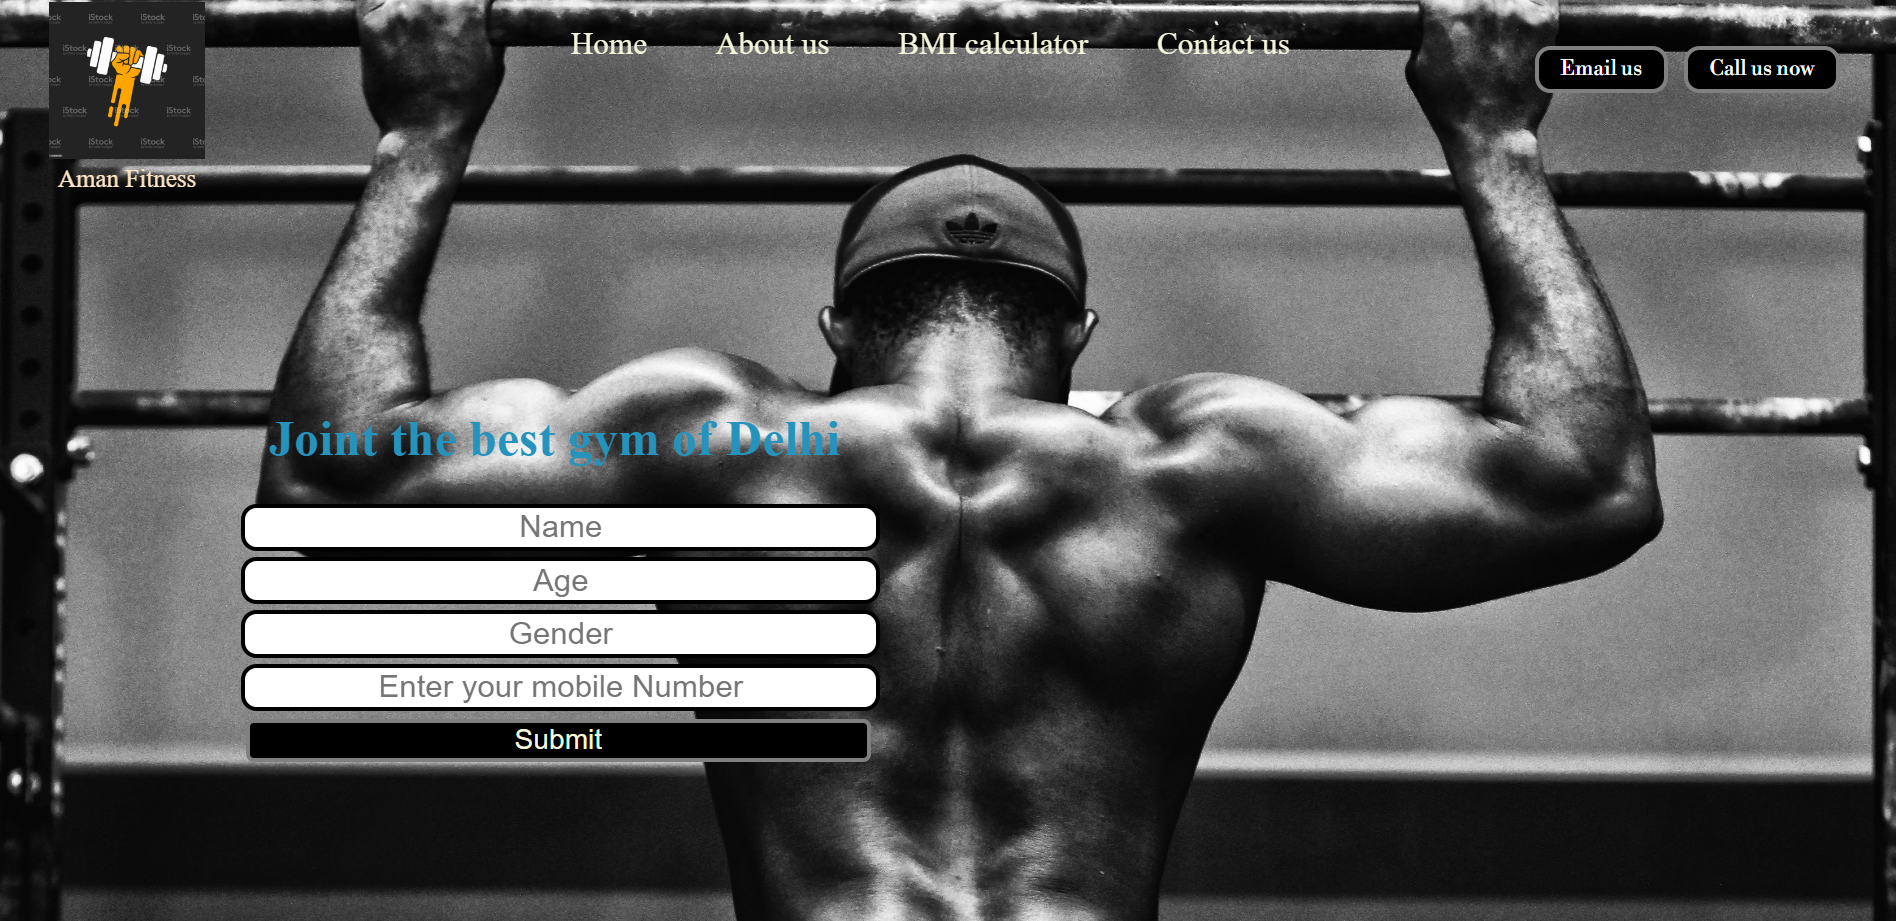 Home
About us
BMI calculator
Contact us
Email us
Call us now
iStock
iStock
iStock
iStock
iStock
iStock
iStock
iStock
iStock
iStock
Aman Fitness
Joint the best gym of Delhi
Name
Age
Gender
Enter your mobile Number
Submit